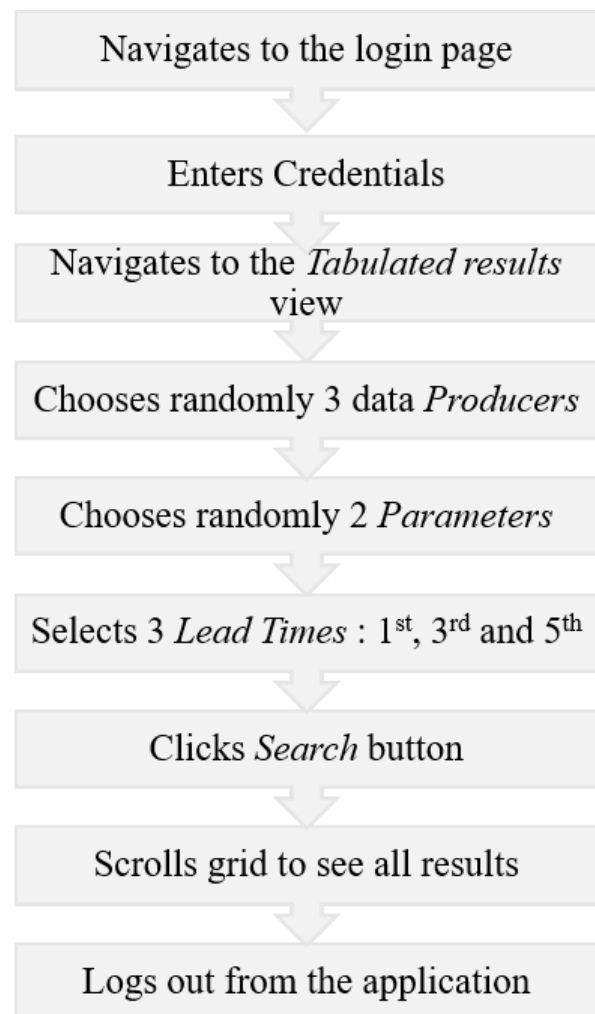 Navigates to the login page
Enters Credentials
Navigates to the Tabulated results
view
Chooses randomly 3 data Producers
Chooses randomly 2 Parameters
Selects 3 Lead Times : 1st, 3rd and 5th
Clicks Search button
Scrolls grid to see all results
Logs out from the application